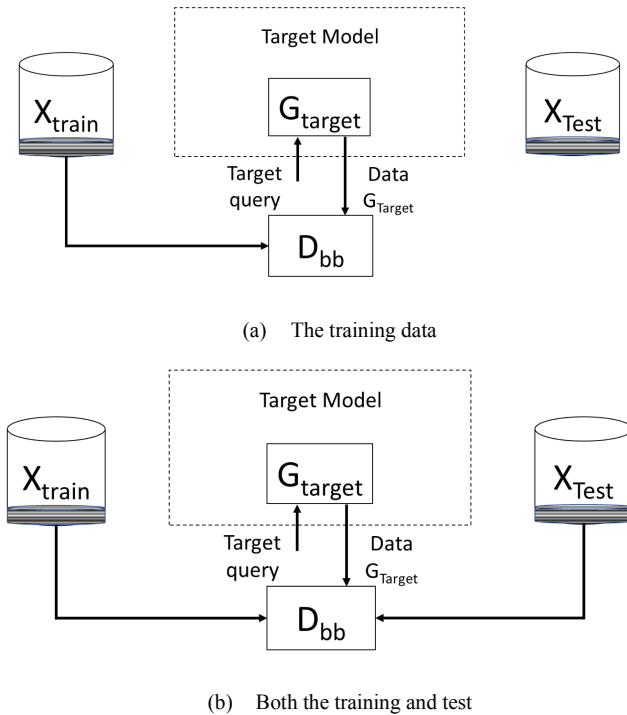 Target Model
X_train
G_target
X_Test
Target
query
Data
G_Target
D_bb
(a) The training data
Target Model
X_train
G_target
X_Test
Target
query
Data
G_Target
D_bb
(b) Both the training and test